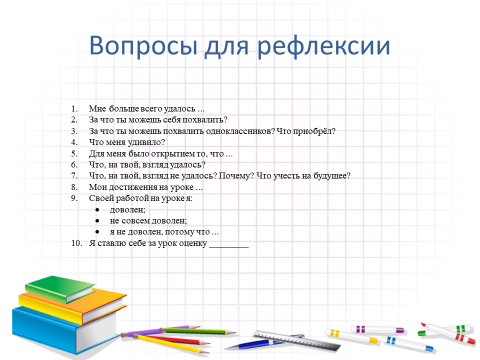 Вопросы для рефлексии
1. Мне больше всего удалось ...
2. За что ты можешь себя похвалить?
3. За что ты можешь похвалить одноклассников? Что приобрёл?
4. Что меня удивило?
5. Для меня было открытием то, что ...
6. Что, на твой, взгляд удалось?
7. Что, на твой, взгляд не удалось? Почему? Что учесть на будущее?
8. Мои достижения на уроке ...
9. Своей работой на уроке я:
• доволен;
• не совсем доволен;
• я не доволен, потому что ...
10. Я ставлю себе за урок оценку ________